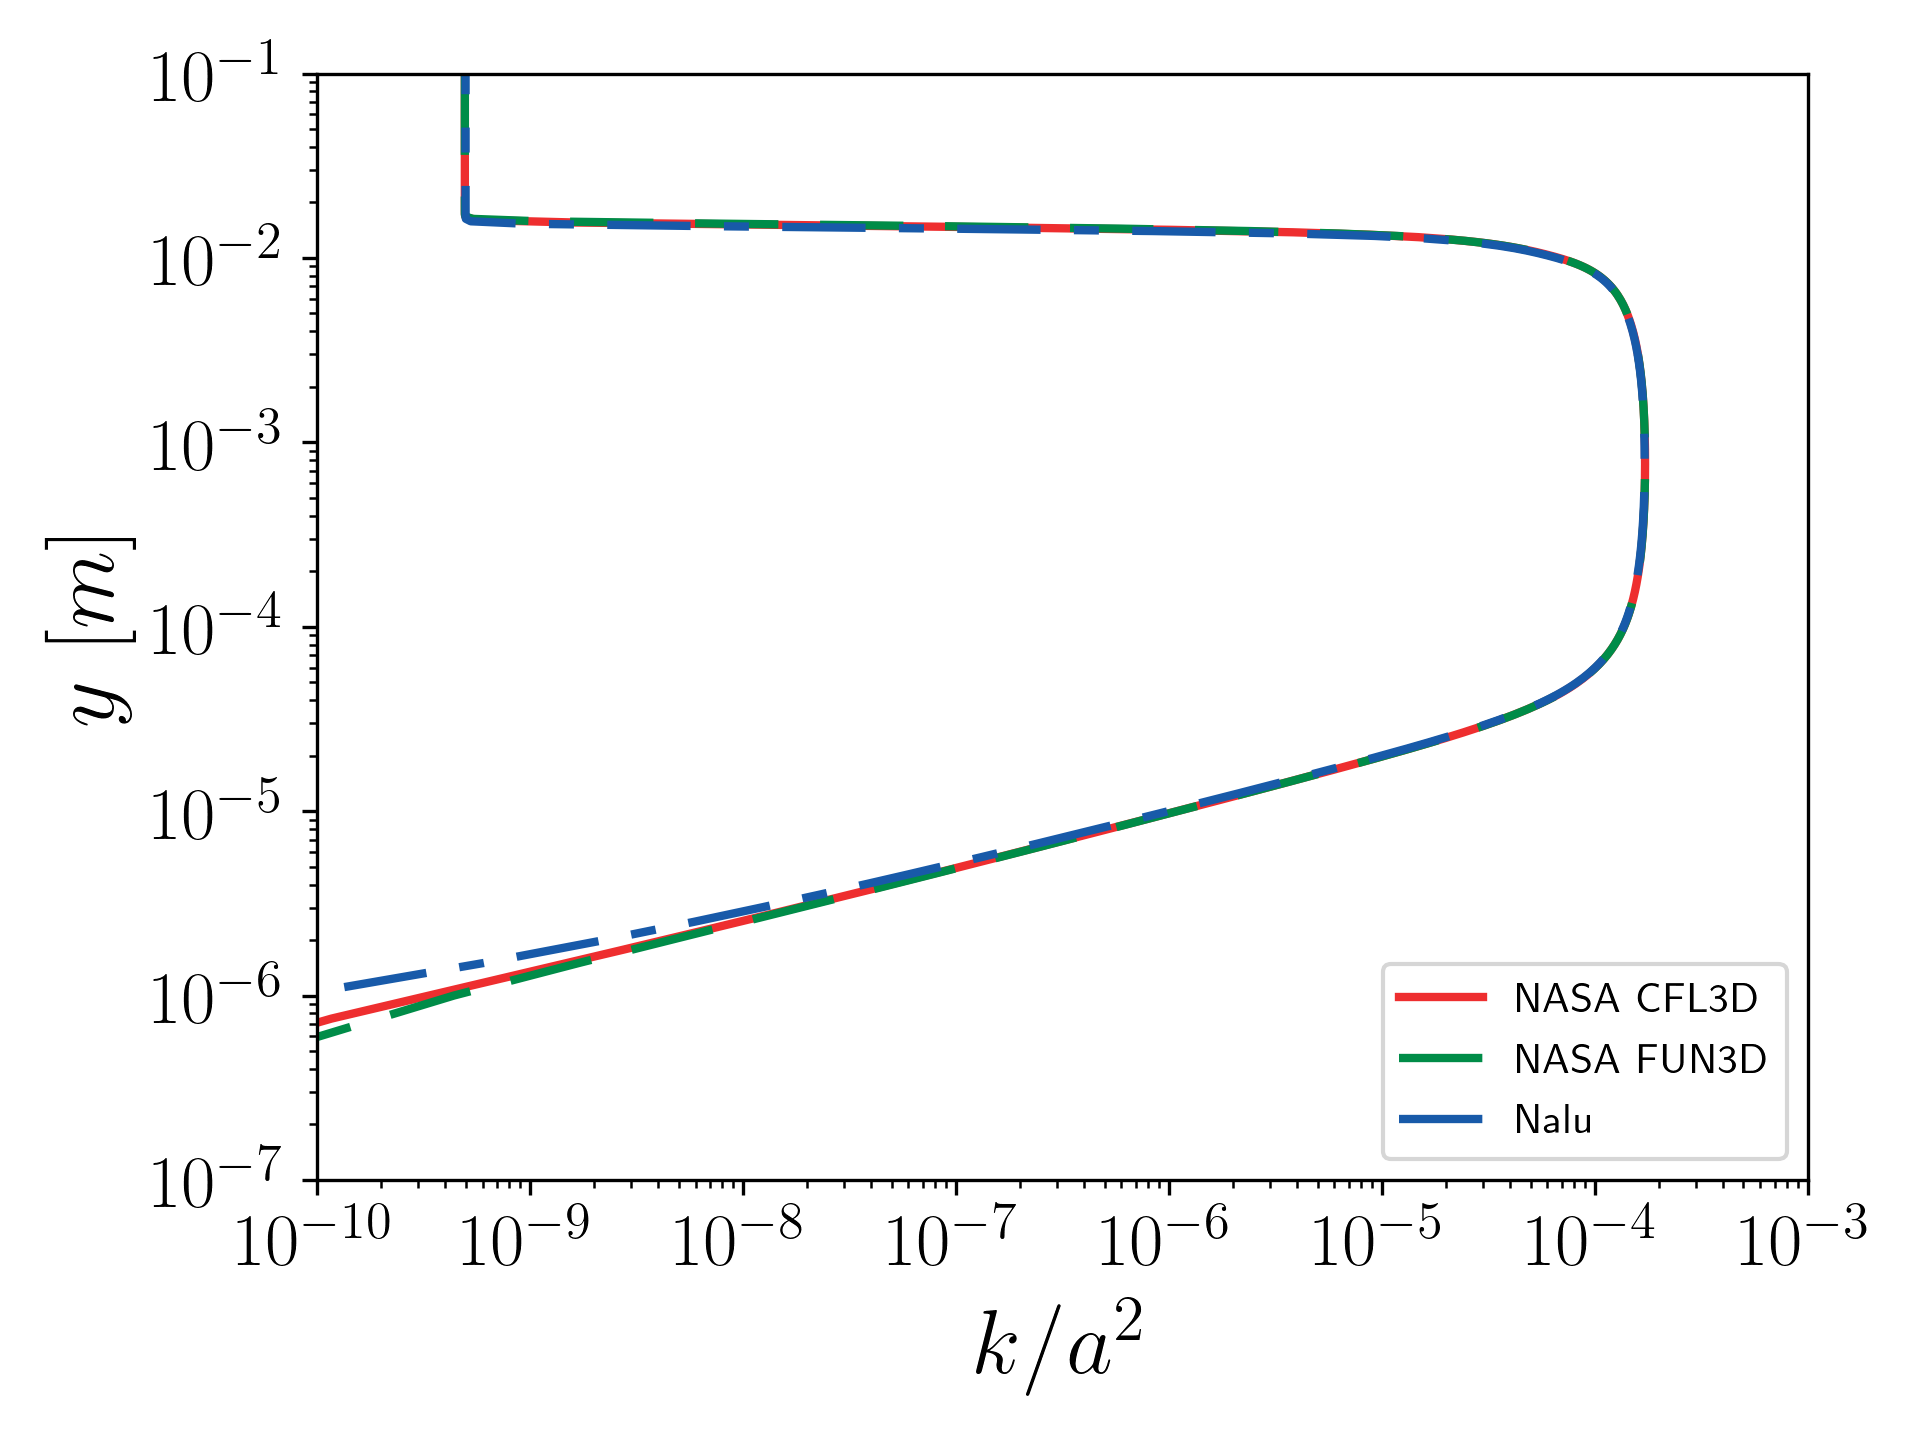 10⁻¹
10⁻²
10⁻³
10⁻⁴
10⁻⁵
10⁻⁶
10⁻⁷
y [m]
NASA CFL3D
NASA FUN3D
Nalu
10⁻¹⁰ 10⁻⁹ 10⁻⁸ 10⁻⁷ 10⁻⁶ 10⁻⁵ 10⁻⁴ 10⁻³
k/a²